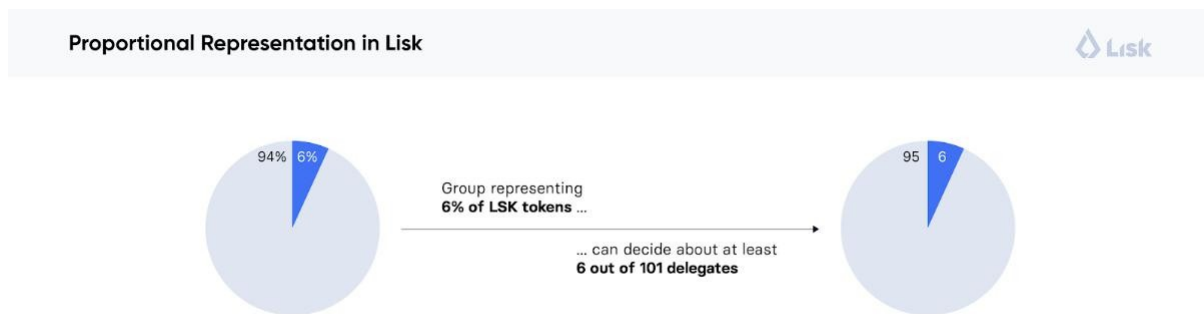 Proportional Representation in Lisk
Lisk
94% 6%
Group representing
6% of LSK tokens ...
... can decide about at least
6 out of 101 delegates
95 6